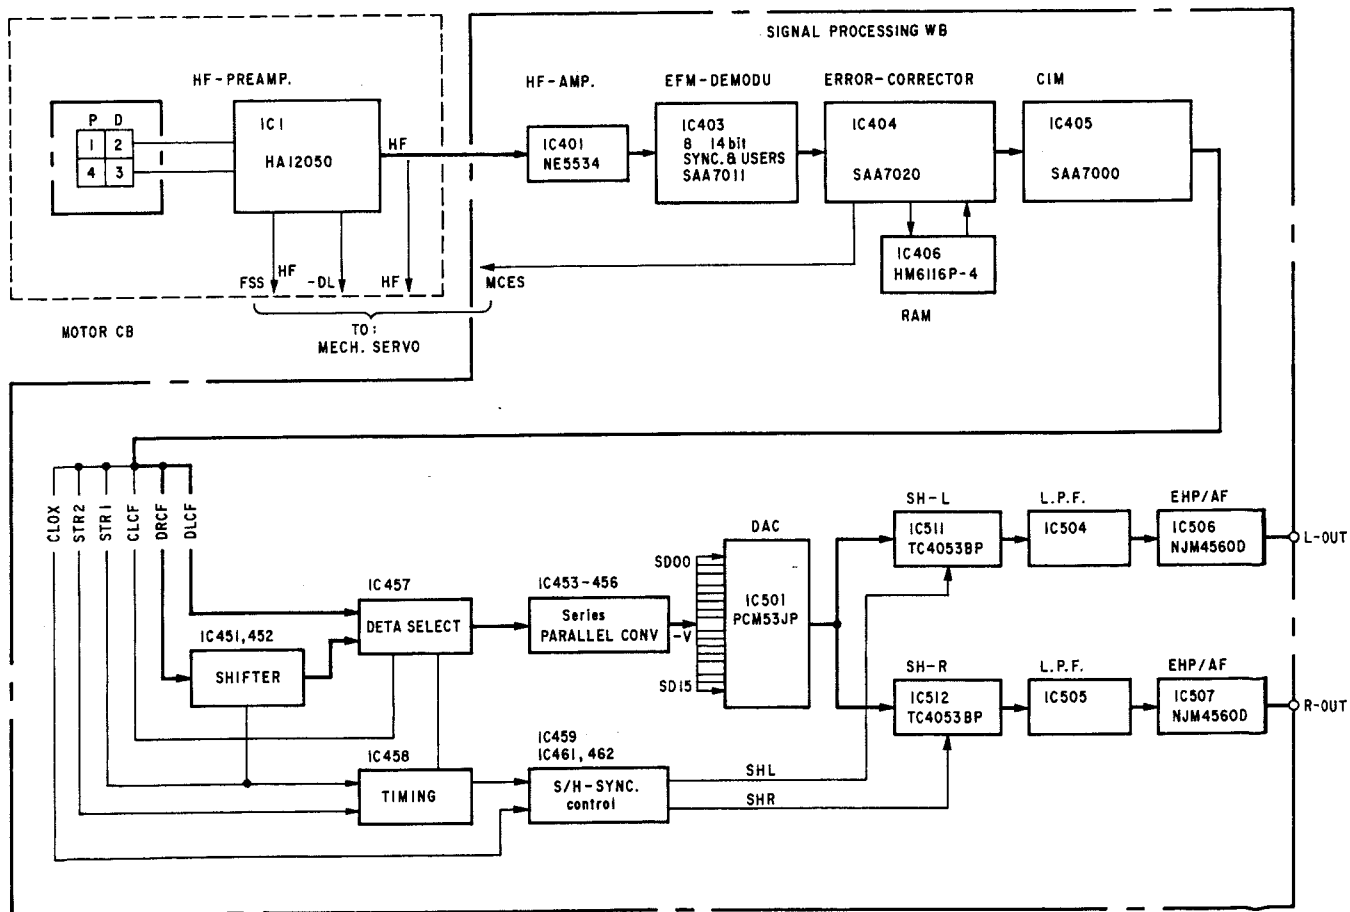 SIGNAL PROCESSING WB
HF-PREAMP.
HF-AMP.
EFM-DEMODU
ERROR-CORRECTOR
CIM
P D
1 2
4 3
IC1
HA12050
HF
IC401
NE5534
IC403
8 14bit
SYNC.& USERS
SAA7011
IC404
SAA7020
IC405
SAA7000
IC406
HM6116P-4
RAM
FSS
HF
-DL
HF
MCES
MOTOR CB
TO:
MECH. SERVO
CLOX
STR2
STR1
CLCF
DRCF
DLCF
IC451,452
SHIFTER
IC457
DETA SELECT
IC453-456
Series
PARALLEL CONV
-V
SD00
SD15
DAC
IC501
PCM53JP
SH-L
IC511
TC4053BP
L.P.F.
IC504
EHP/AF
IC506
NJM4560D
L-OUT
SH-R
IC512
TC4053BP
L.P.F.
IC505
EHP/AF
IC507
NJM4560D
R-OUT
IC458
TIMING
IC459
IC461,462
S/H-SYNC.
control
SHL
SHR